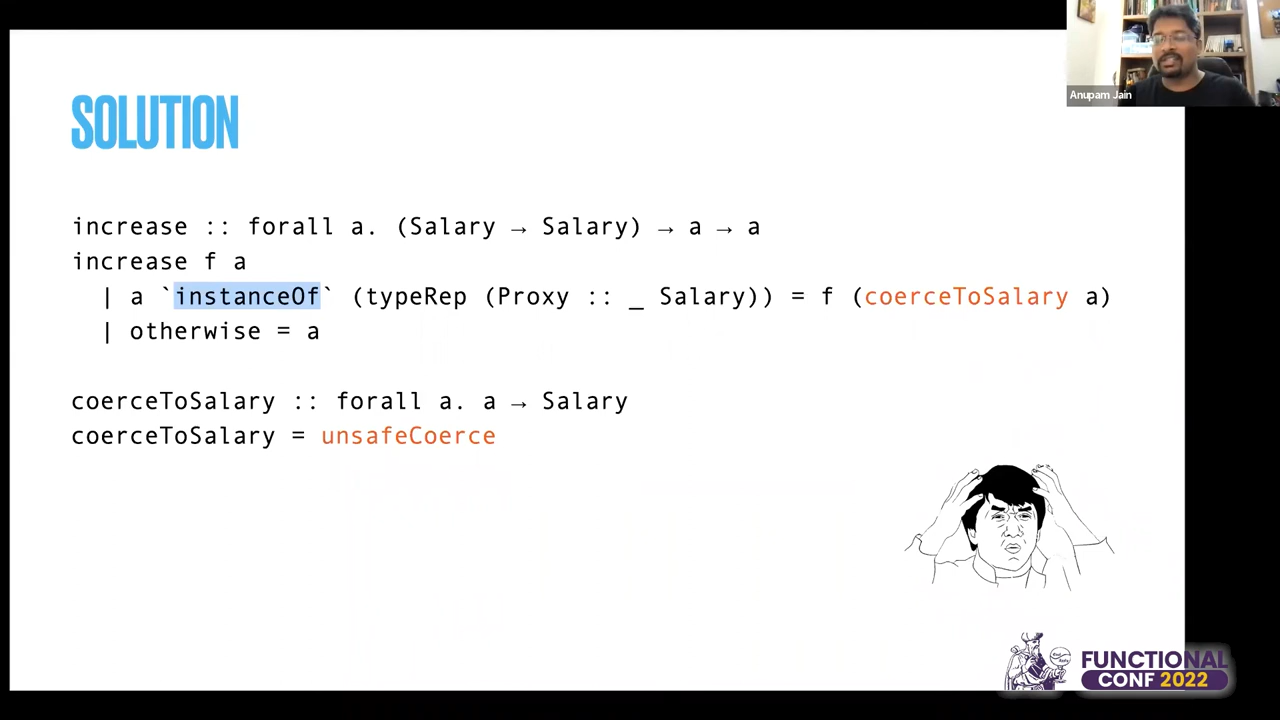 Anupam Jain
SOLUTION
increase :: forall a. (Salary → Salary) → a → a
increase f a
| a `instanceOf` (typeRep (Proxy :: _ Salary)) = f (coerceToSalary a)
| otherwise = a
coerceToSalary :: forall a. a → Salary
coerceToSalary = unsafeCoerce
FUNCTIONAL
CONF 2022